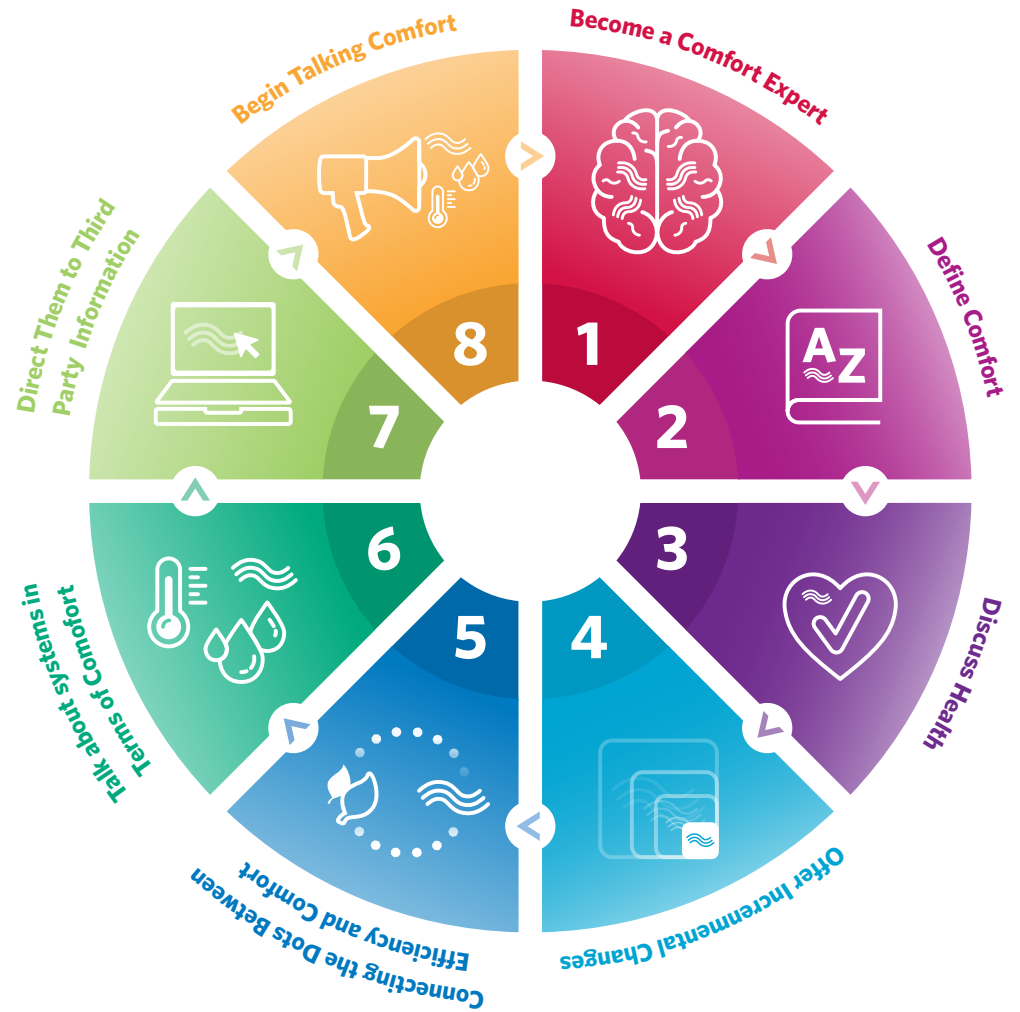 Become a Comfort Expert
1
Define Comfort
A
Z
2
Discuss Health
3
Offer Increnmental Changes
4
Connecting the Dots Between
Efficiency and Comfort
5
Talk about systems in
Terms of Comofort
6
Direct Them to Third
Party Information
7
Begin Talking Comfort
8